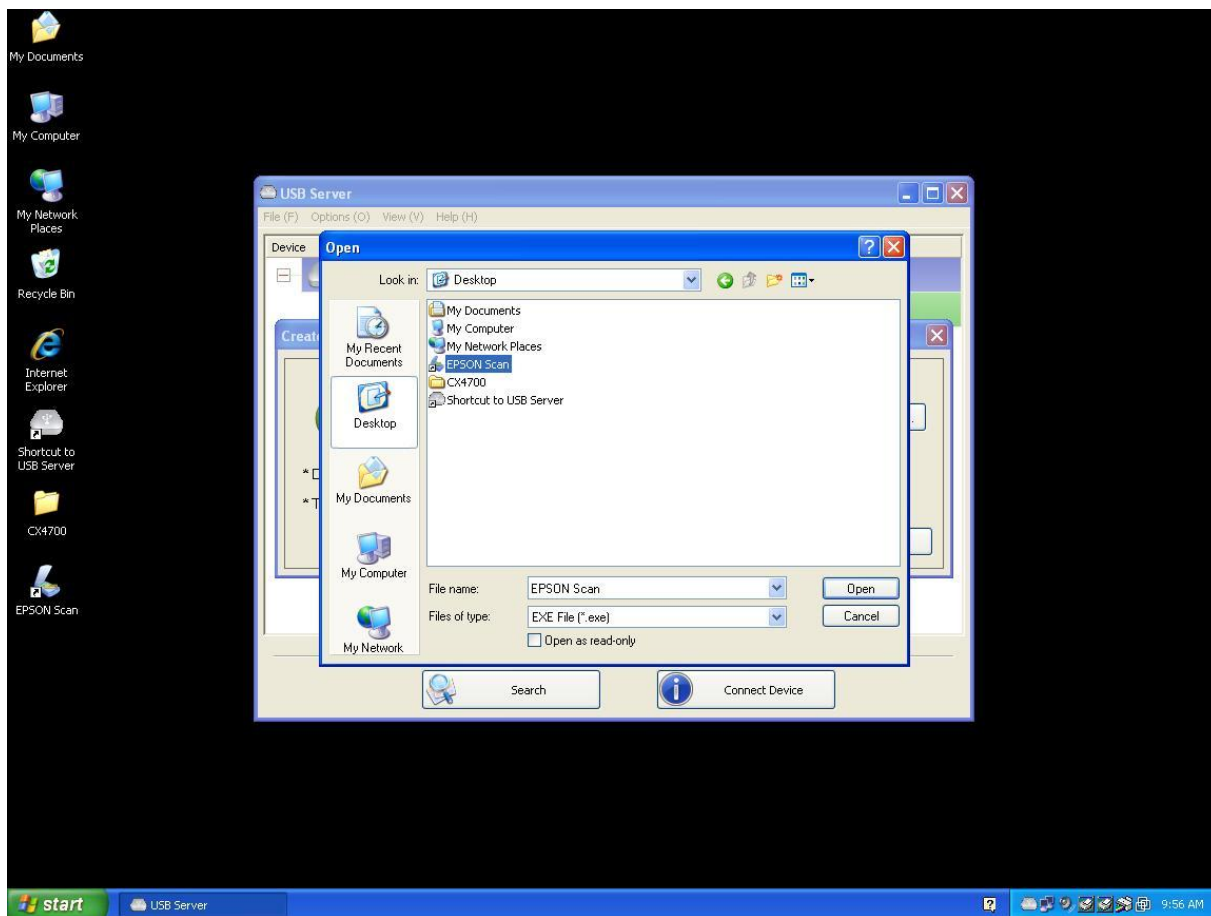 My Documents
My Computer
My Network
Places
Recycle Bin
Internet
Explorer
Shortcut to
USB Server
CX4700
EPSON Scan
USB Server
File (F) Options (O) View (V) Help (H)
Device
Open
Look in: Desktop
My Recent
Documents
Desktop
My Documents
My Computer
My Network
My Documents
My Computer
My Network Places
EPSON Scan
CX4700
Shortcut to USB Server
File name: EPSON Scan Open
Files of type: EXE File (*.exe) Cancel
Open as read-only
Search Connect Device
start USB Server 9:56 AM